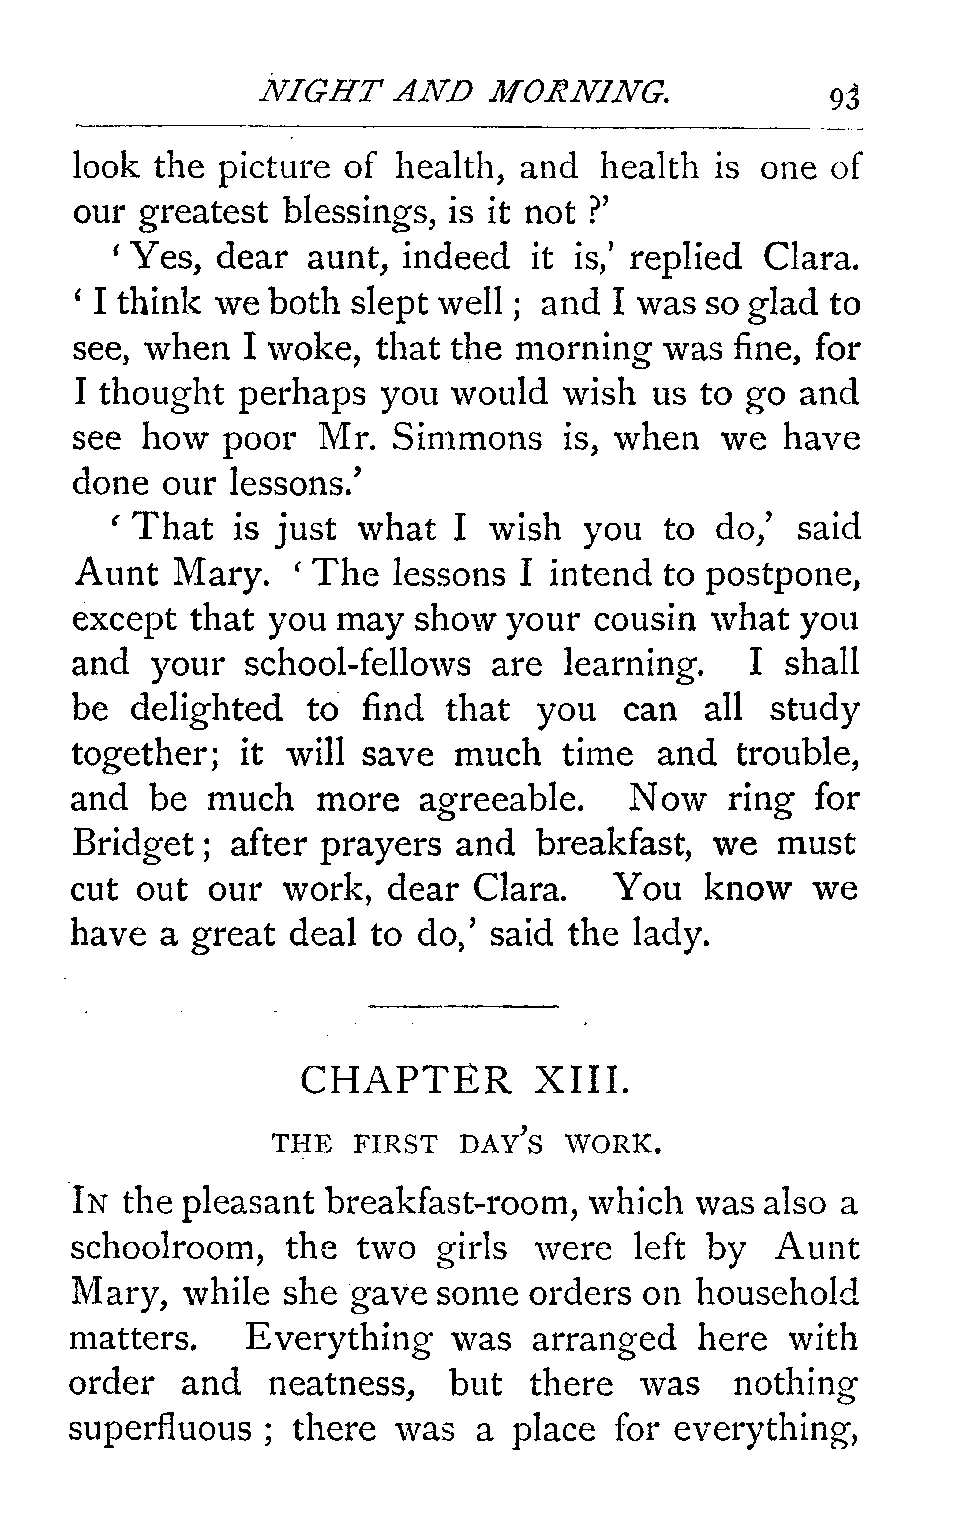 NIGHT AND MORNING. 93
look the picture of health, and health is one of
our greatest blessings, is it not ?’
‘ Yes, dear aunt, indeed it is,’ replied Clara.
‘ I think we both slept well ; and I was so glad to
see, when I woke, that the morning was fine, for
I thought perhaps you would wish us to go and
see how poor Mr. Simmons is, when we have
done our lessons.’
‘ That is just what I wish you to do,’ said
Aunt Mary. ‘ The lessons I intend to postpone,
except that you may show your cousin what you
and your school-fellows are learning. I shall
be delighted to find that you can all study
together; it will save much time and trouble,
and be much more agreeable. Now ring for
Bridget ; after prayers and breakfast, we must
cut out our work, dear Clara. You know we
have a great deal to do,’ said the lady.
CHAPTER XIII.
THE FIRST DAY’S WORK.
IN the pleasant breakfast-room, which was also a
schoolroom, the two girls were left by Aunt
Mary, while she gave some orders on household
matters. Everything was arranged here with
order and neatness, but there was nothing
superfluous ; there was a place for everything,